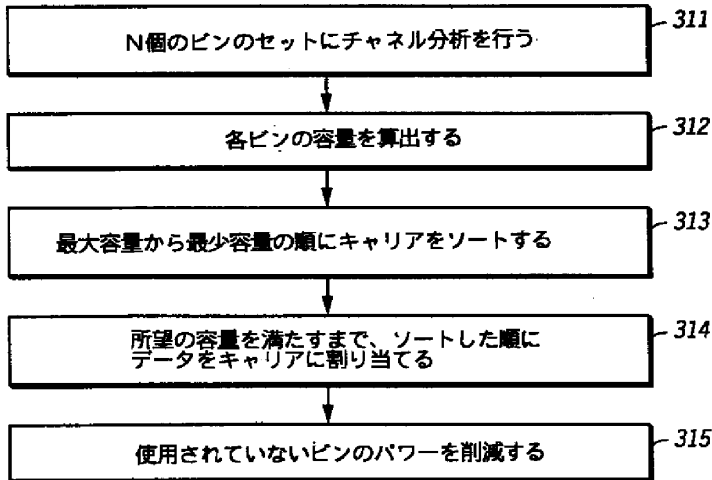 N個のビンのセットにチャネル分析を行う
311
各ビンの容量を算出する
312
最大容量から最少容量の順にキャリアをソートする
313
所望の容量を満たすまで、ソートした順に
データをキャリアに割り当てる
314
使用されていないビンのパワーを削減する
315